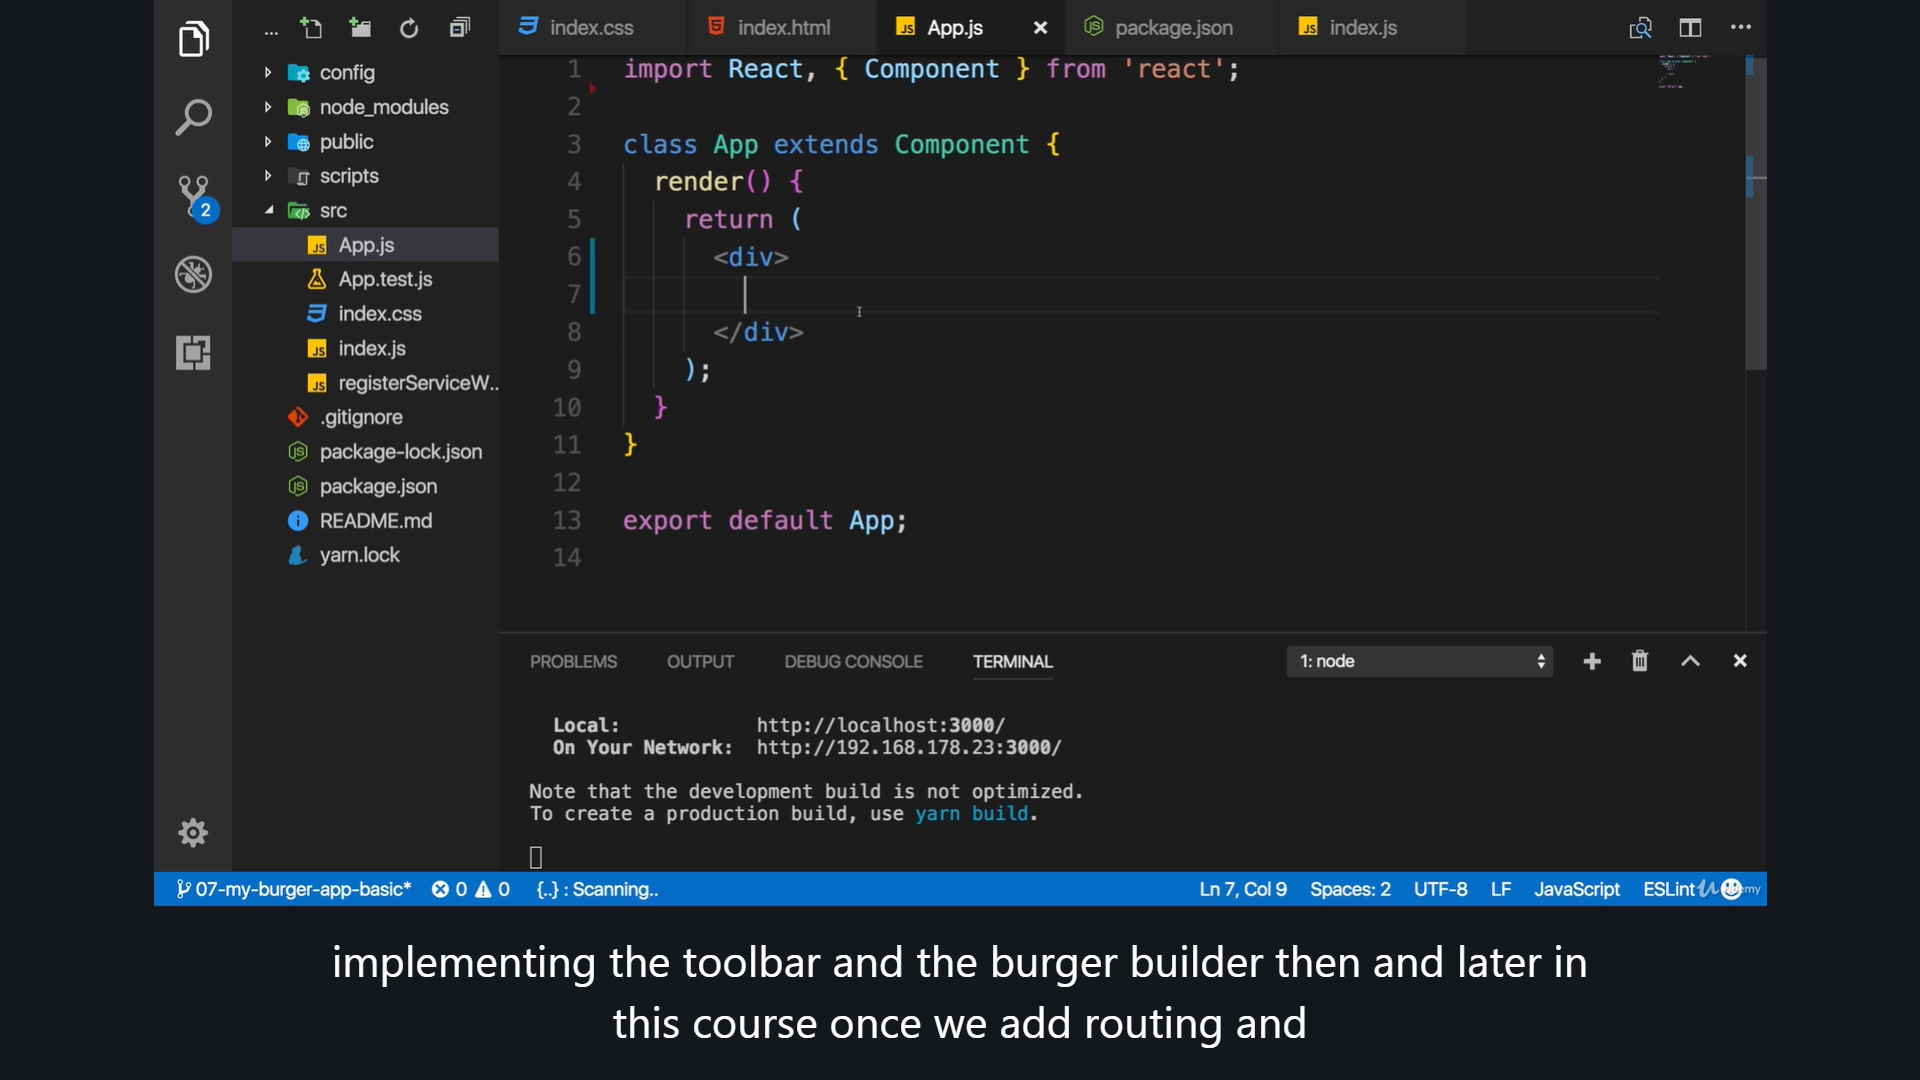 ... index.css index.html App.js package.json index.js ...
config
node_modules
public
scripts
2
src
App.js
App.test.js
index.css
index.js
registerServiceW..
.gitignore
package-lock.json
package.json
README.md
yarn.lock
1 import React, { Component } from 'react';
2
3 class App extends Component {
4 render() {
5 return (
6 <div>
7
8 </div>
9 );
10 }
11 }
12
13 export default App;
14
PROBLEMS OUTPUT DEBUG CONSOLE TERMINAL 1: node
Local: http://localhost:3000/
On Your Network: http://192.168.178.23:3000/
Note that the development build is not optimized.
To create a production build, use yarn build.
07-my-burger-app-basic* 0 0 {..} : Scanning.. Ln 7, Col 9 Spaces: 2 UTF-8 LF JavaScript ESLint
implementing the toolbar and the burger builder then and later in
this course once we add routing and